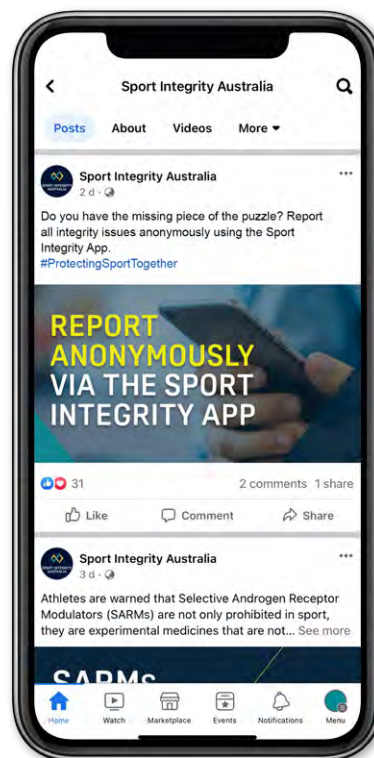 Sport Integrity Australia
Posts About Videos More
Sport Integrity Australia
2 d ·
Do you have the missing piece of the puzzle? Report
all integrity issues anonymously using the Sport
Integrity App.
#ProtectingSportTogether
REPORT
ANONYMOUSLY
VIA THE SPORT
INTEGRITY APP
31 2 comments 1 share
Like Comment Share
Sport Integrity Australia
3 d ·
Athletes are warned that Selective Androgen Receptor
Modulators (SARMs) are not only prohibited in sport,
they are experimental medicines that are not... See more
SARMs
Home Watch Marketplace Events Notifications Menu